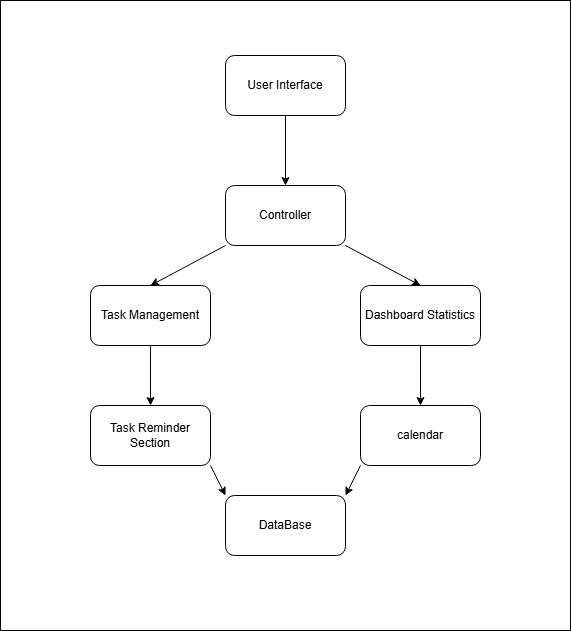 User Interface
Controller
Task Management
Dashboard Statistics
Task Reminder
Section
calendar
DataBase